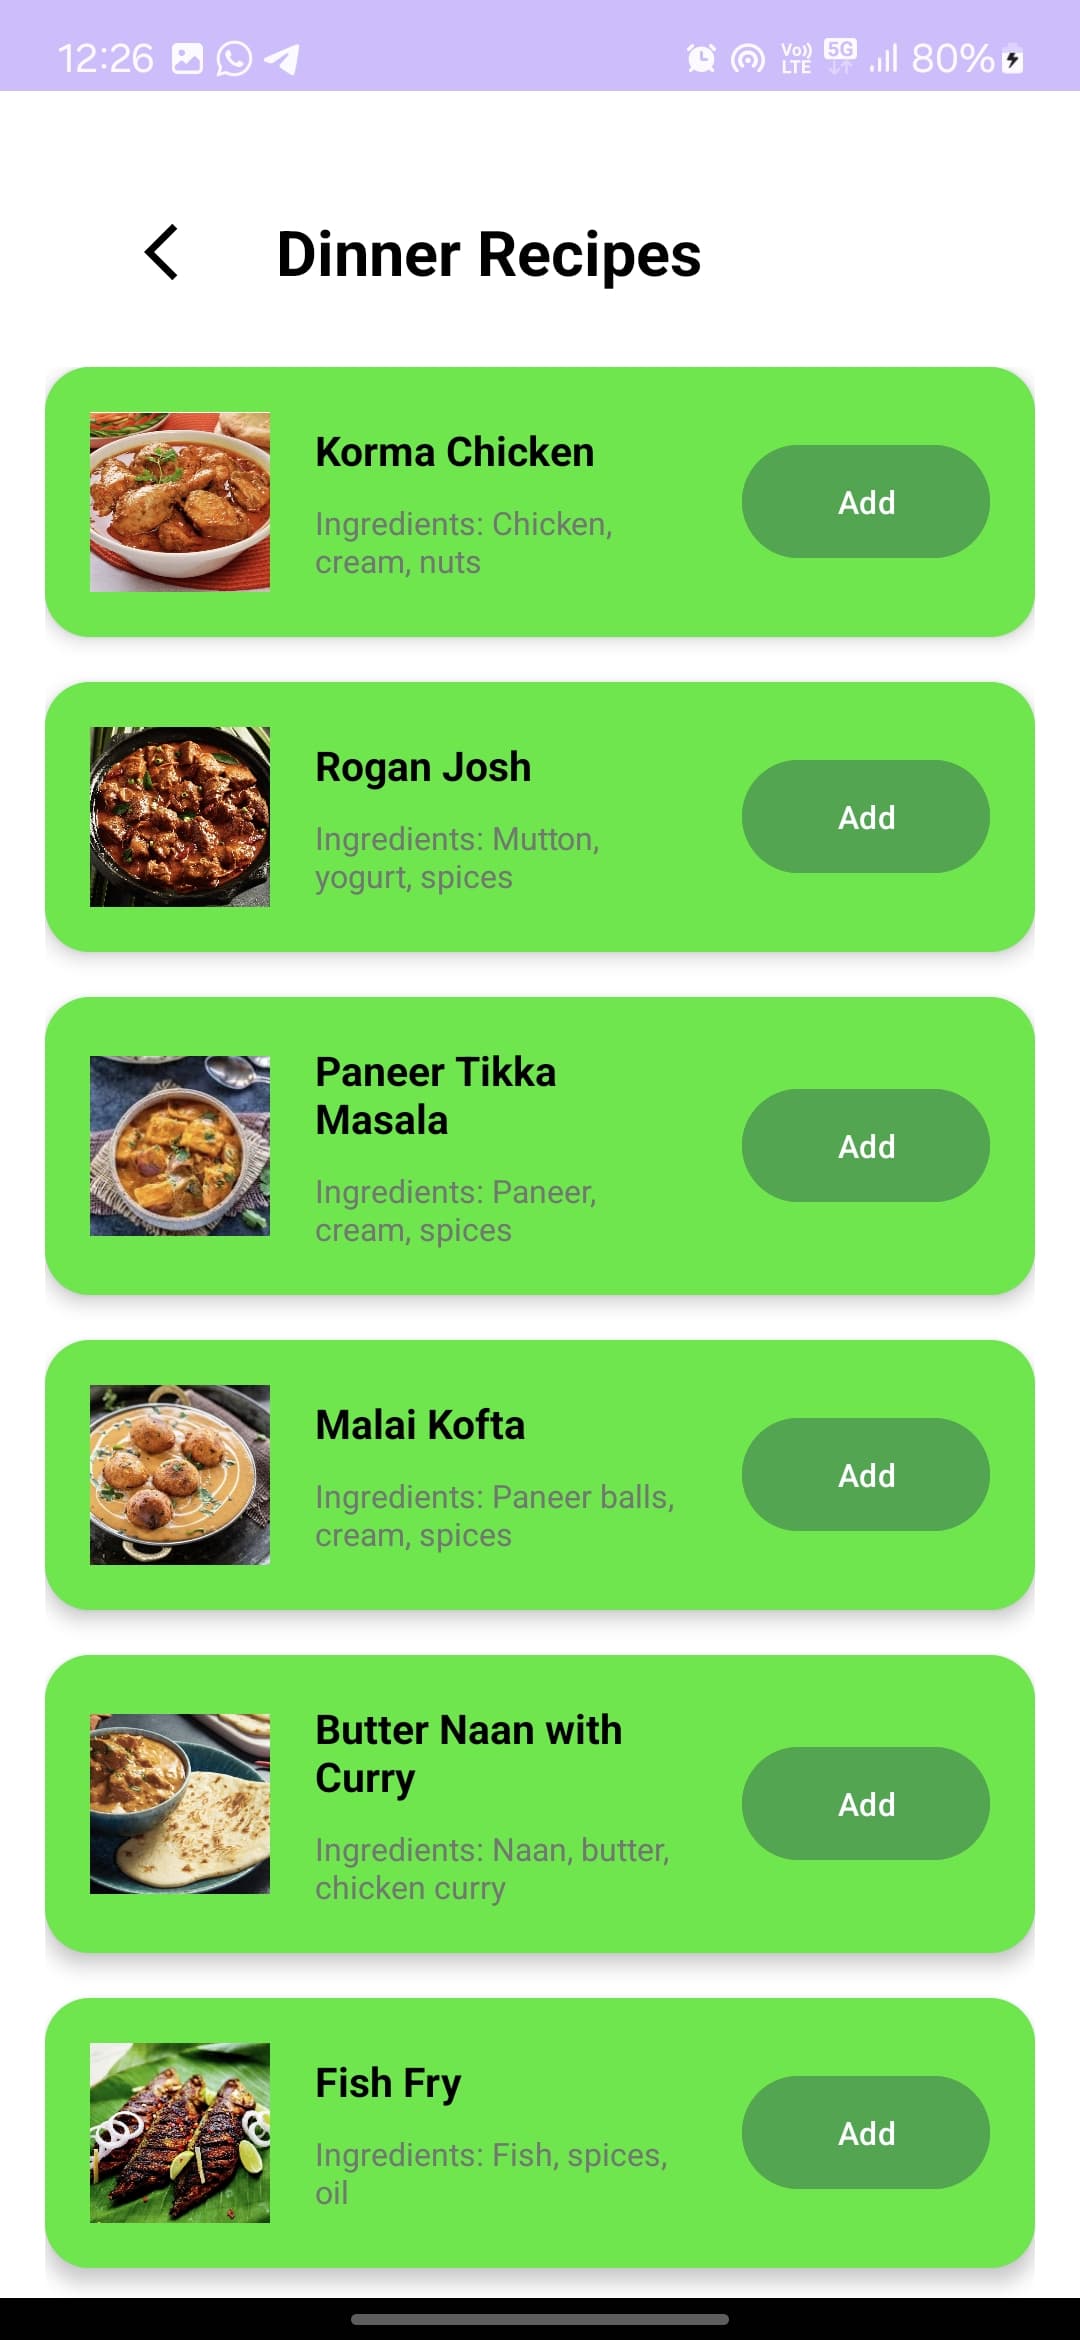 12:26 Vo)) LTE 5G 80%
Dinner Recipes
Korma Chicken
Ingredients: Chicken,
cream, nuts
Add
Rogan Josh
Ingredients: Mutton,
yogurt, spices
Add
Paneer Tikka
Masala
Ingredients: Paneer,
cream, spices
Add
Malai Kofta
Ingredients: Paneer balls,
cream, spices
Add
Butter Naan with
Curry
Ingredients: Naan, butter,
chicken curry
Add
Fish Fry
Ingredients: Fish, spices,
oil
Add